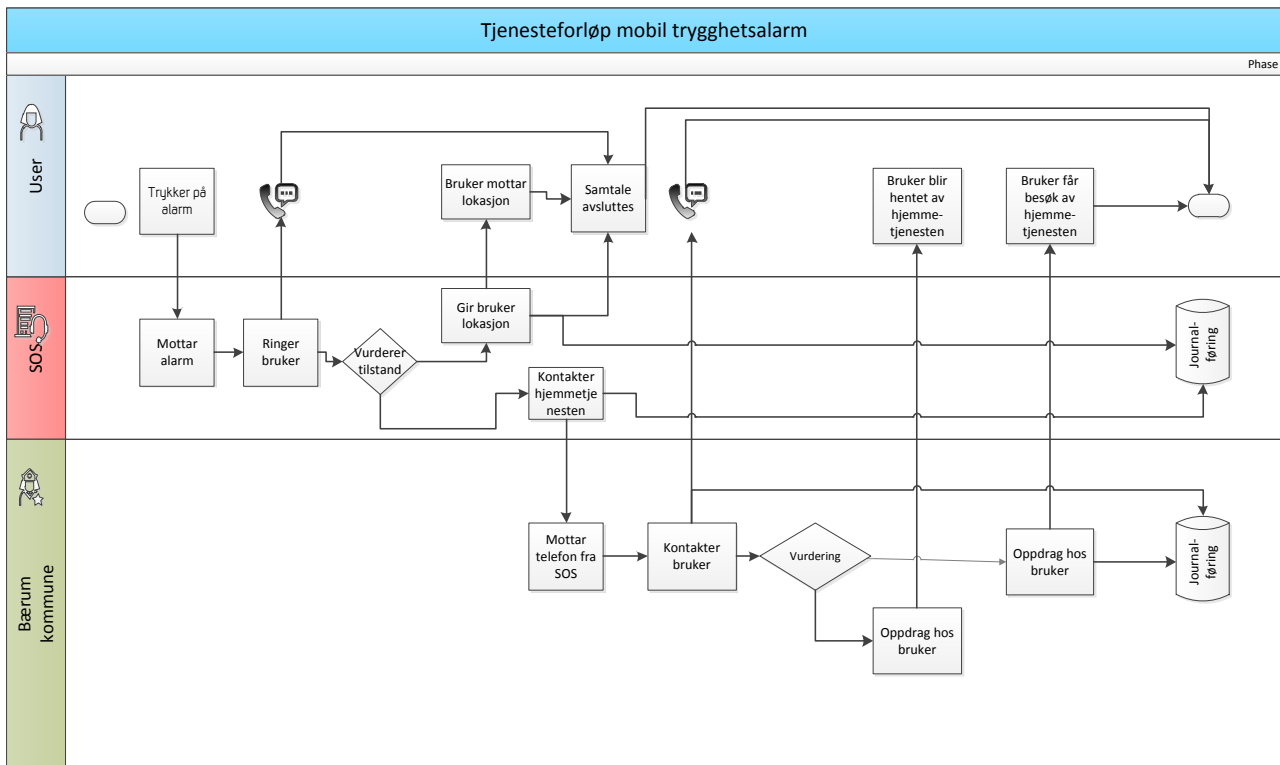 Tjenesteforløp mobil trygghetsalarm
Phase
User
Trykker på
alarm
Bruker mottar
lokasjon
Samtale
avsluttes
Bruker blir
hentet av
hjemme-
tjenesten
Bruker får
besøk av
hjemme-
tjenesten
SOS
Mottar
alarm
Ringer
bruker
Vurderer
tilstand
Gir bruker
lokasjon
Kontakter
hjemmetje
nesten
Journal-
føring
Bærum
kommune
Mottar
telefon fra
SOS
Kontakter
bruker
Vurdering
Oppdrag hos
bruker
Oppdrag hos
bruker
Journal-
føring